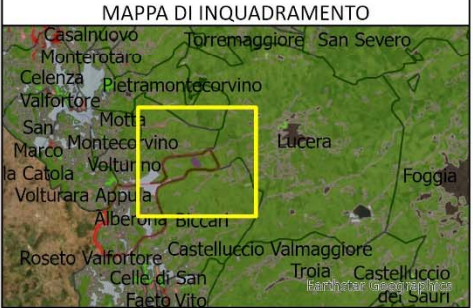 MAPPA DI INQUADRAMENTO
Casalnuovo
Monterotaro
Torremaggiore
San Severo
Celenza
Valfortore
Pietramontecorvino
San
Marco
la Catola
Motta
Montecorvino
Volturino
Lucera
Foggia
Volturara Appula
Alberona
Biccari
Roseto Valfortore
Castelluccio Valmaggiore
Celle di San
Vito
Faeto
Troia
Castelluccio
dei Sauri
Earthstar Geographics